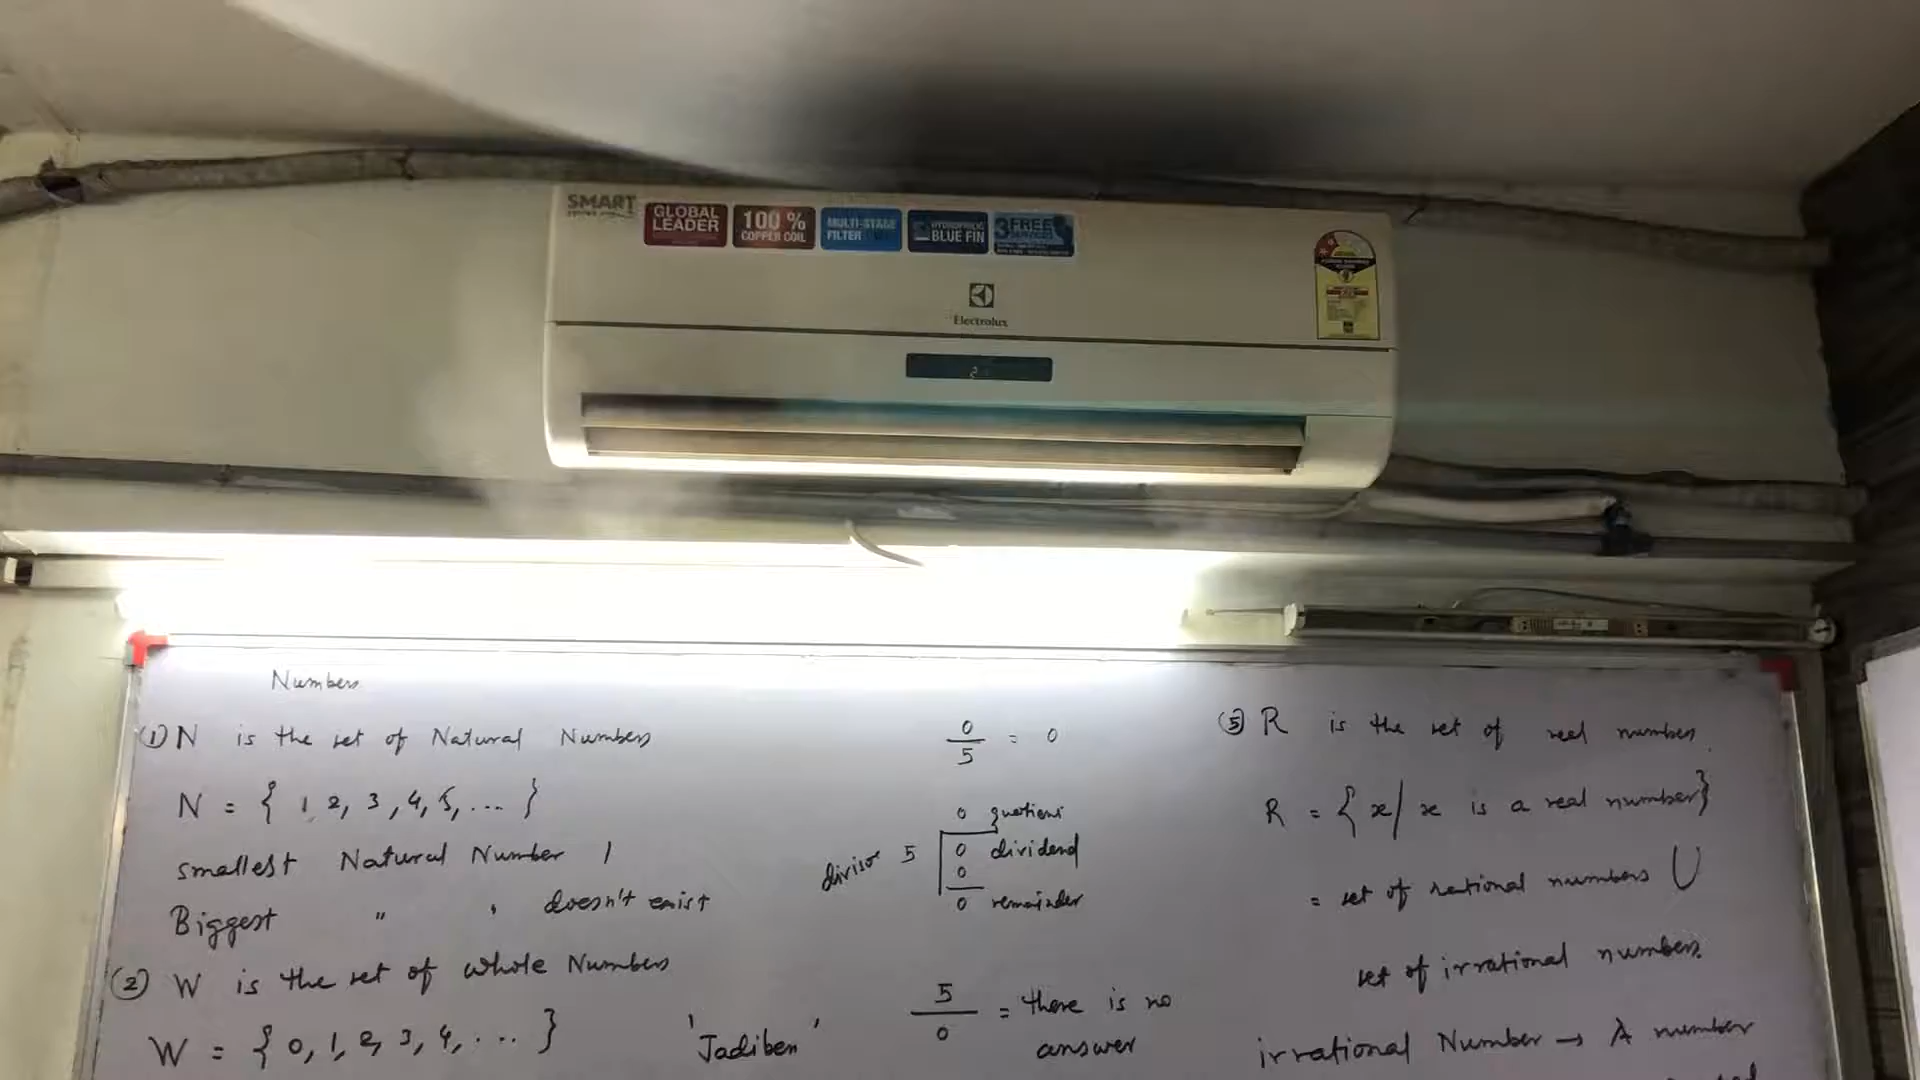 SMART
GLOBAL LEADER
100 % COPPER COIL
MULTI-STAGE FILTER
HYDROPHILIC BLUE FIN
3 FREE
Electrolux
Numbers
① N is the set of Natural Numbers
N = { 1, 2, 3, 4, 5, ... }
smallest Natural Number 1
Biggest " " doesn't exist
② W is the set of whole Numbers
W = { 0, 1, 2, 3, 4, ... }
'Jadiben'
0
5
= 0
0 quotient
divisor 5 0 dividend
0
0 remainder
5
0
= there is no
answer
⑤ R is the set of real numbers.
R = { x / x is a real number }
= set of rational numbers U
set of irrational numbers.
irrational Number → A number